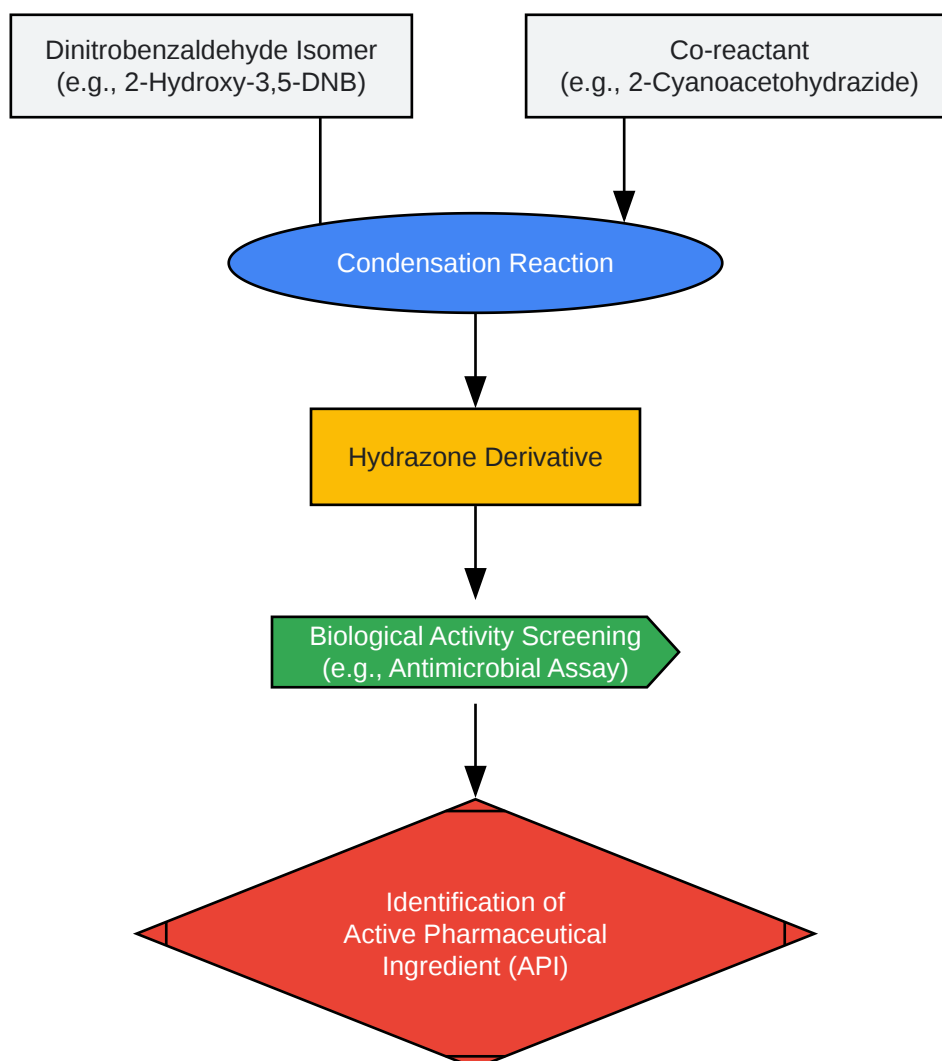 Dinitrobenzaldehyde Isomer
(e.g., 2-Hydroxy-3,5-DNB)
Co-reactant
(e.g., 2-Cyanoacetohydrazide)
Condensation Reaction
Hydrazone Derivative
Biological Activity Screening
(e.g., Antimicrobial Assay)
Identification of
Active Pharmaceutical
Ingredient (API)